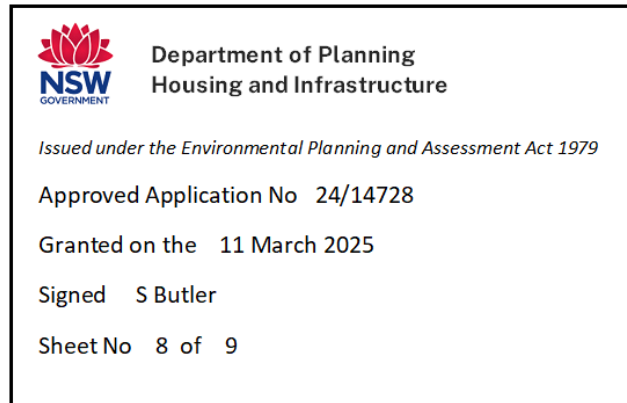 NSW
GOVERNMENT
Department of Planning
Housing and Infrastructure
Issued under the Environmental Planning and Assessment Act 1979
Approved Application No 24/14728
Granted on the 11 March 2025
Signed S Butler
Sheet No 8 of 9